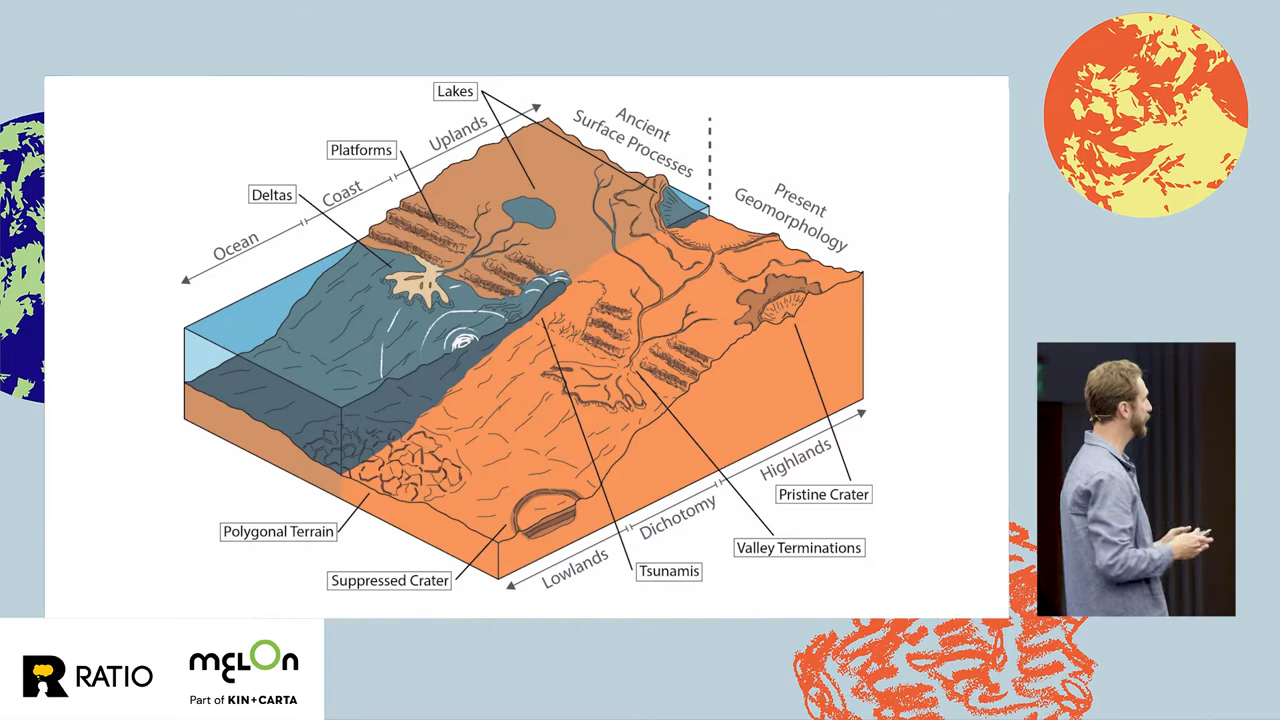 Lakes
Ancient
Surface Processes
Uplands
Platforms
Coast
Deltas
Present
Geomorphology
Ocean
Pristine Crater
Highlands
Dichotomy
Polygonal Terrain
Valley Terminations
Lowlands
Suppressed Crater
Tsunamis
RATIO
melon
Part of KIN+CARTA